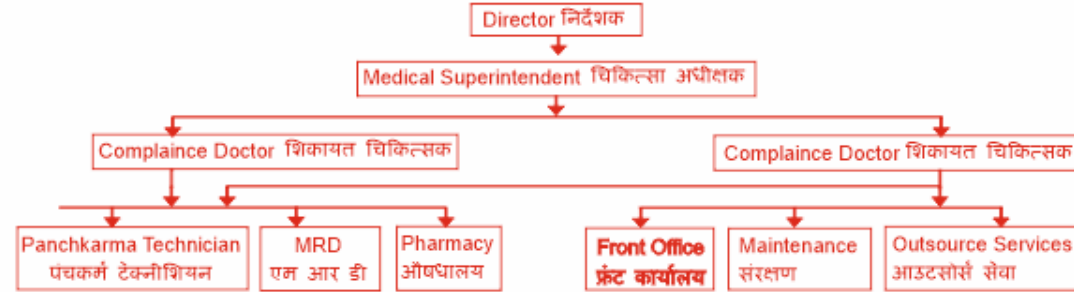 Director निर्देशक
Medical Superintendent चिकित्सा अधीक्षक
Complaince Doctor शिकायत चिकित्सक
Complaince Doctor शिकायत चिकित्सक
Panchkarma Technician
पंचकर्म टेक्नीशियन
MRD
एम आर डी
Pharmacy
औषधालय
Front Office
फ्रंट कार्यालय
Maintenance
संरक्षण
Outsource Services
आउटसोर्स सेवा